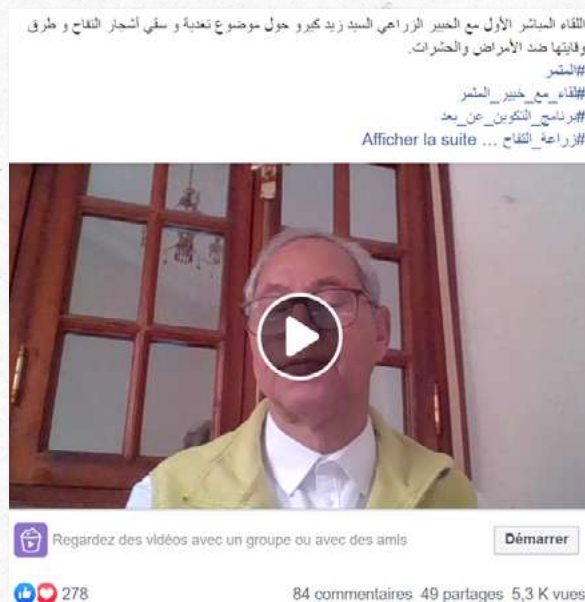 اللقاء المباشر الأول مع الخبير الزراعي السيد زيد كيرو حول موضوع تغدية و سقي أشجار التفاح و طرق
وقايتها ضد الأمراض والحشرات.
#المثمر
#لقاء_مع_خبير_المثمر
#برنامج_التكوين_عن_بعد
#زراعة_التفاح ... Afficher la suite
Regardez des vidéos avec un groupe ou avec des amis
Démarrer
278
84 commentaires 49 partages 5,3 K vues